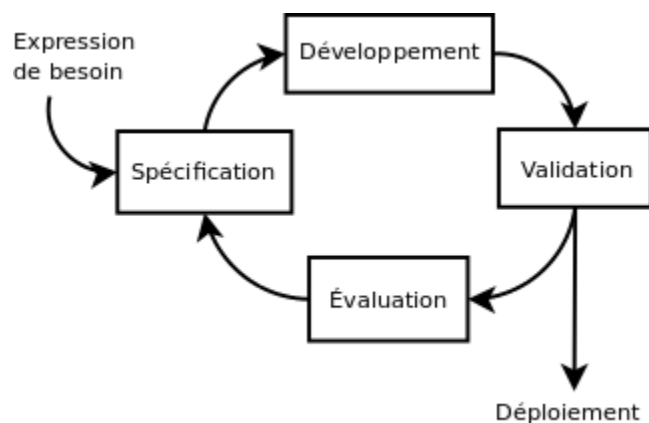 Expression
de besoin
Développement
Spécification
Validation
Évaluation
Déploiement